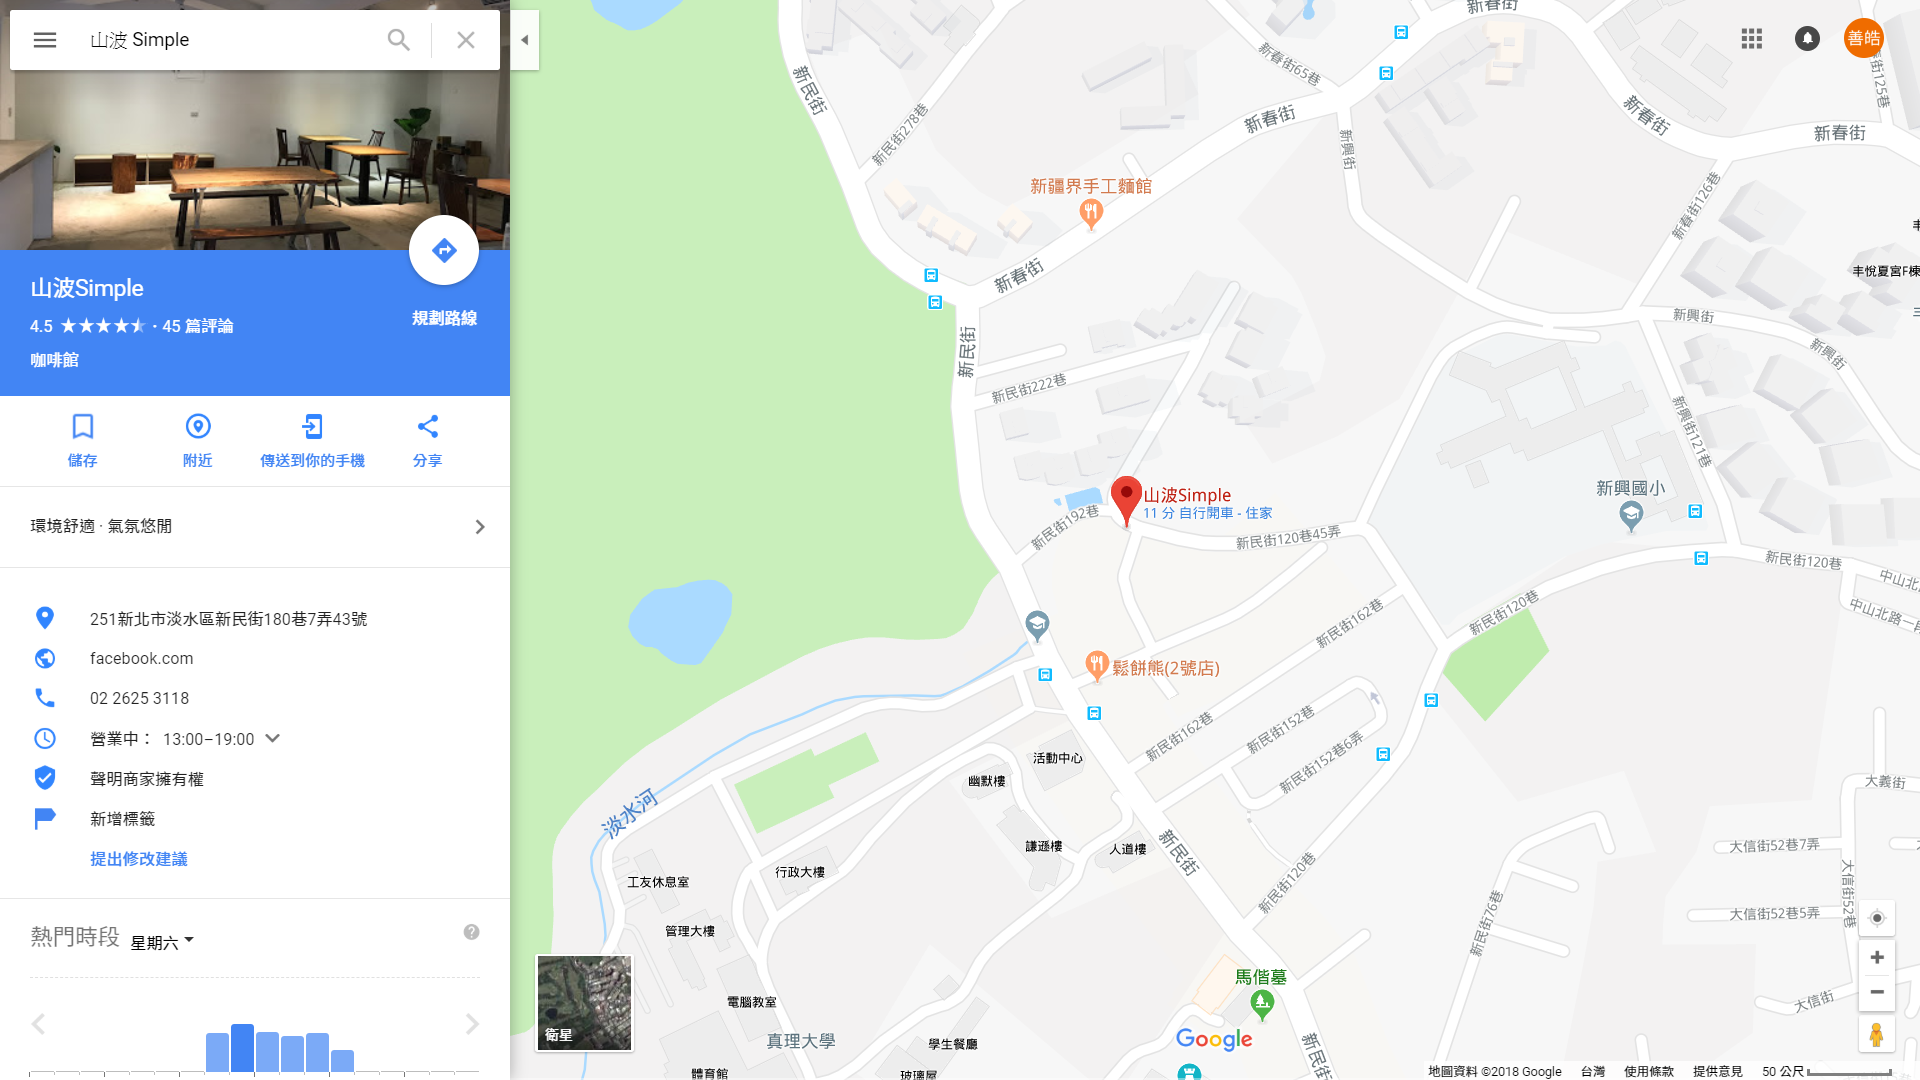 山波 Simple
山波Simple
4.5 ★★★★★ · 45 篇評論
咖啡館
規劃路線
儲存
附近
傳送到你的手機
分享
環境舒適 · 氣氛悠閒
251新北市淡水區新民街180巷7弄43號
facebook.com
02 2625 3118
營業中： 13:00–19:00
聲明商家擁有權
新增標籤
提出修改建議
熱門時段 星期六
善皓
新春街
新春街65巷
新民街
新民街278巷
新春街
新興街
新春街
新春街
新疆界手工麵館
新春街126巷
新春街
丰悅夏宮F棟
新興街
新興街
新民街
新民街222巷
新興街121巷
新興國小
山波Simple
11 分 自行開車 - 住家
新民街192巷
新民街120巷45弄
新民街120巷
中山北路一段
新民街120巷
新民街162巷
鬆餅熊(2號店)
新民街162巷
新民街152巷
新民街152巷6弄
活動中心
幽默樓
大義街
淡水河
謙遜樓
人道樓
新民街
大信街52巷7弄
行政大樓
工友休息室
新民街120巷
大信街52巷
大信街52巷5弄
新民街76巷
管理大樓
馬偕墓
電腦教室
大信街
衛星
真理大學
學生餐廳
Google
新民街
體育館
玻璃屋
地圖資料 ©2018 Google 台灣 使用條款 提供意見 50 公尺